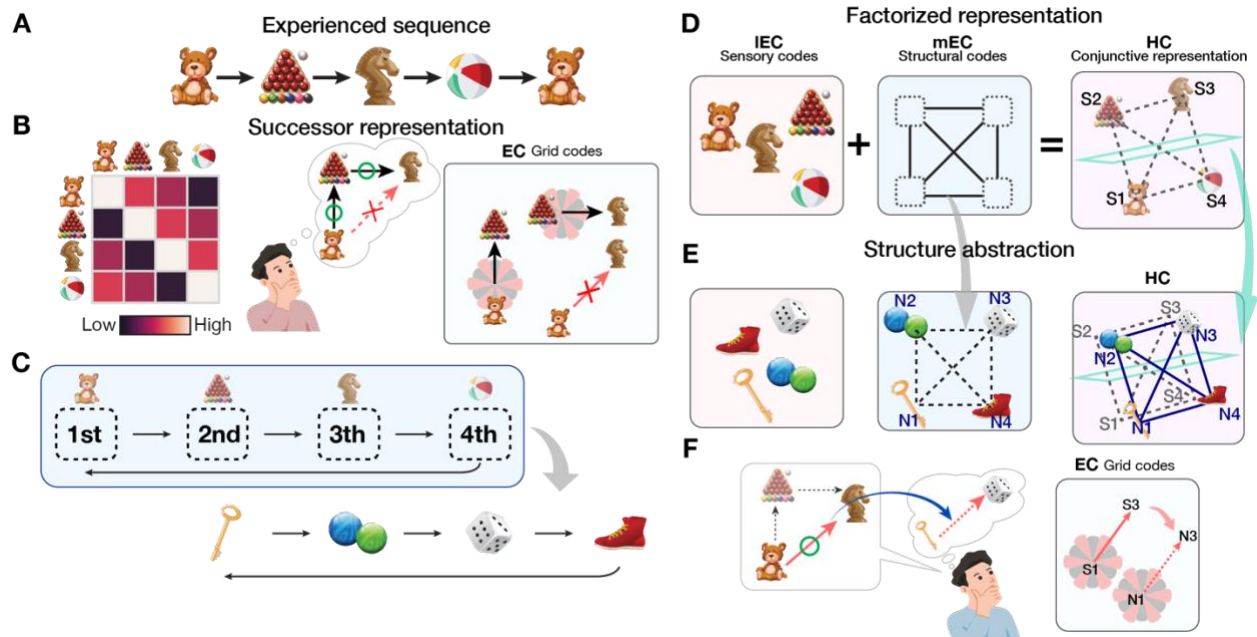 A
Experienced sequence
B
Successor representation
Low
High
EC Grid codes
C
1st
2nd
3th
4th
D
Factorized representation
lEC
Sensory codes
mEC
Structural codes
HC
Conjunctive representation
+
=
S2
S3
S1
S4
E
Structure abstraction
N2
N3
N1
N4
HC
S3
S2
N3
N2
S4
N4
S1
N1
F
EC Grid codes
S3
N3
S1
N1